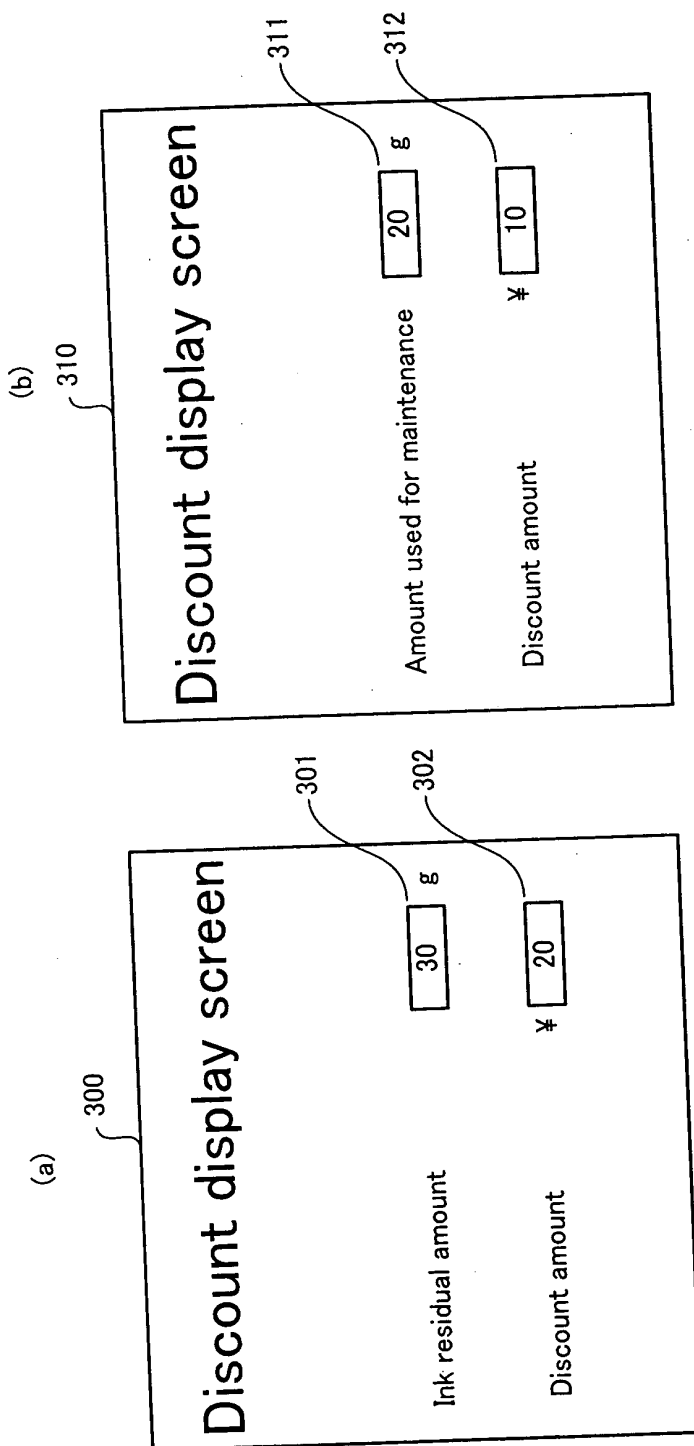 (a)
300
Discount display screen
Ink residual amount 30 g
301
Discount amount ¥ 20
302
(b)
310
Discount display screen
Amount used for maintenance 20 g
311
Discount amount ¥ 10
312